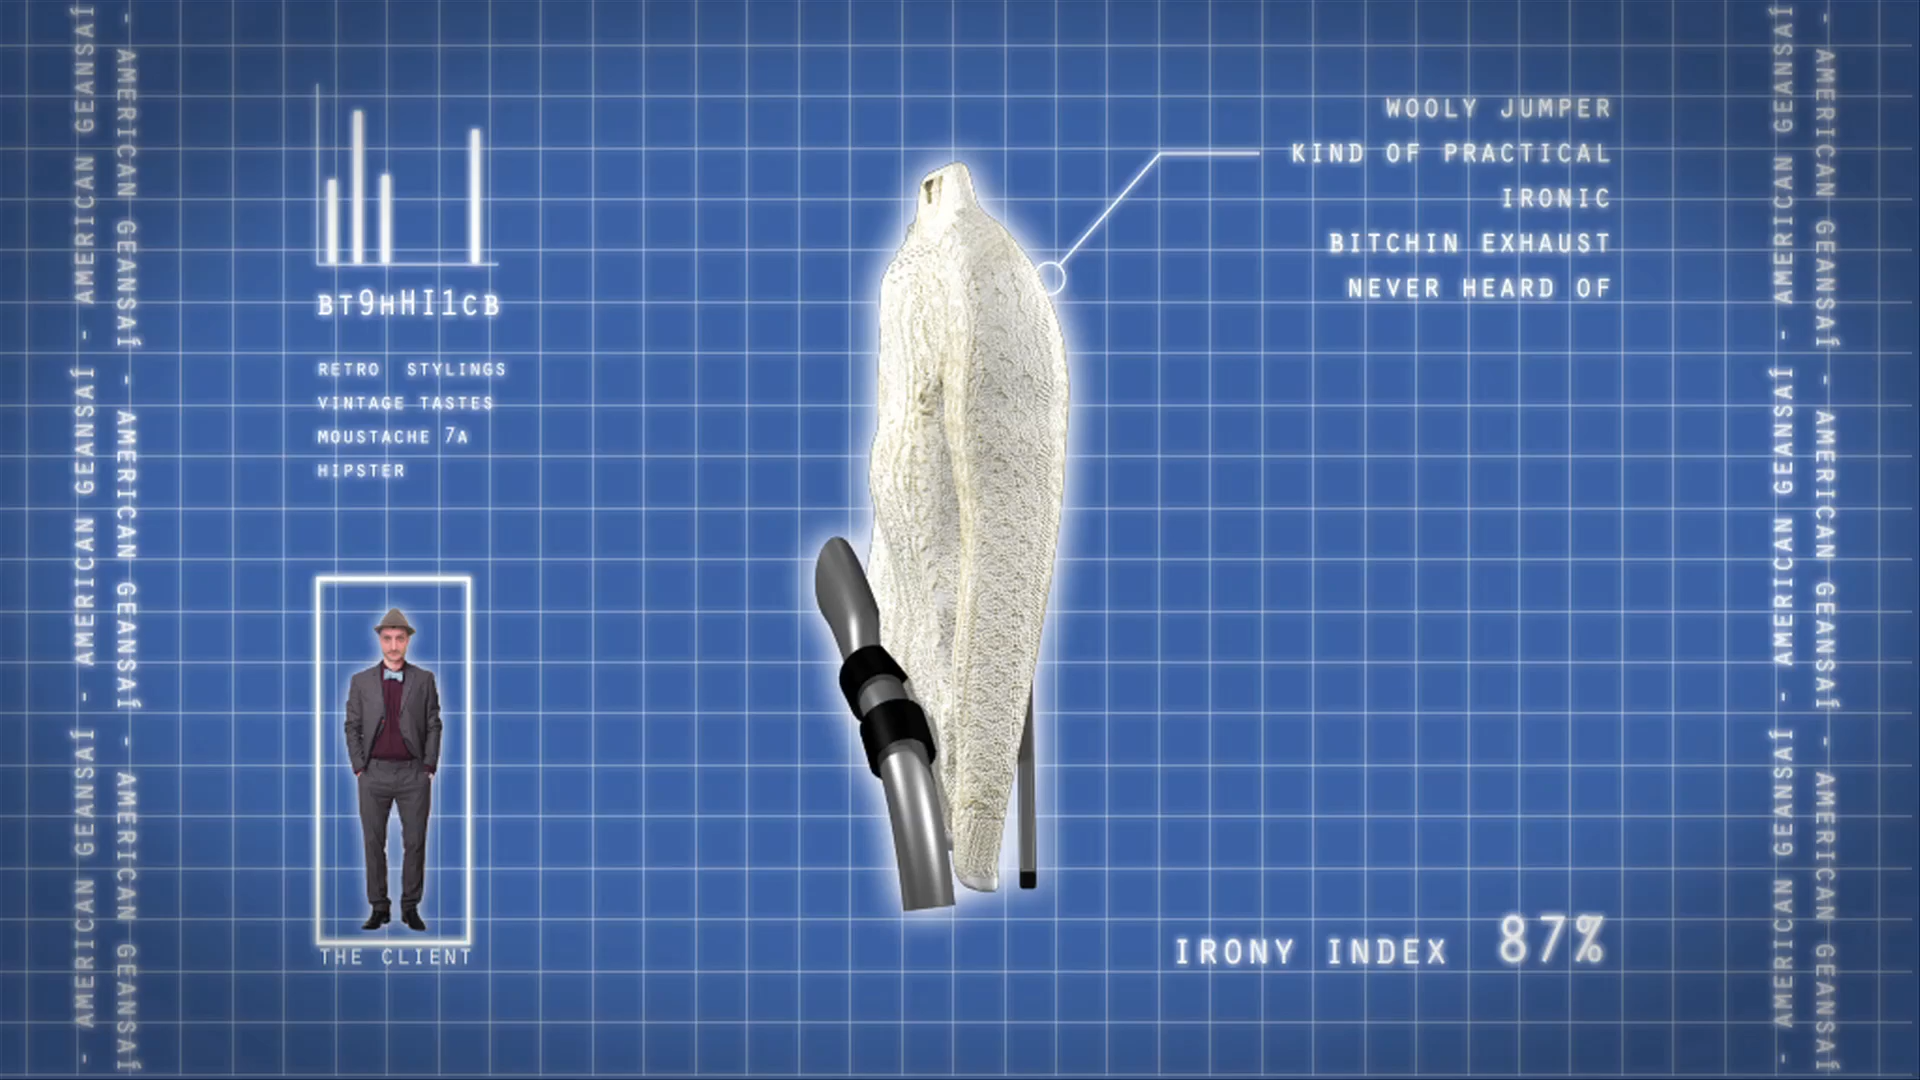 - AMERICAN GEANSAÍ - AMERICAN GEANSAÍ - AMERICAN GEANSAÍ
- AMERICAN GEANSAÍ - AMERICAN GEANSAÍ - AMERICAN GEANSAÍ
BT9HHI1CB
RETRO STYLINGS
VINTAGE TASTES
MOUSTACHE 7A
HIPSTER
THE CLIENT
WOOLY JUMPER
KIND OF PRACTICAL
IRONIC
BITCHIN EXHAUST
NEVER HEARD OF
IRONY INDEX 87%
- AMERICAN GEANSAÍ - AMERICAN GEANSAÍ - AMERICAN GEANSAÍ
- AMERICAN GEANSAÍ - AMERICAN GEANSAÍ - AMERICAN GEANSAÍ